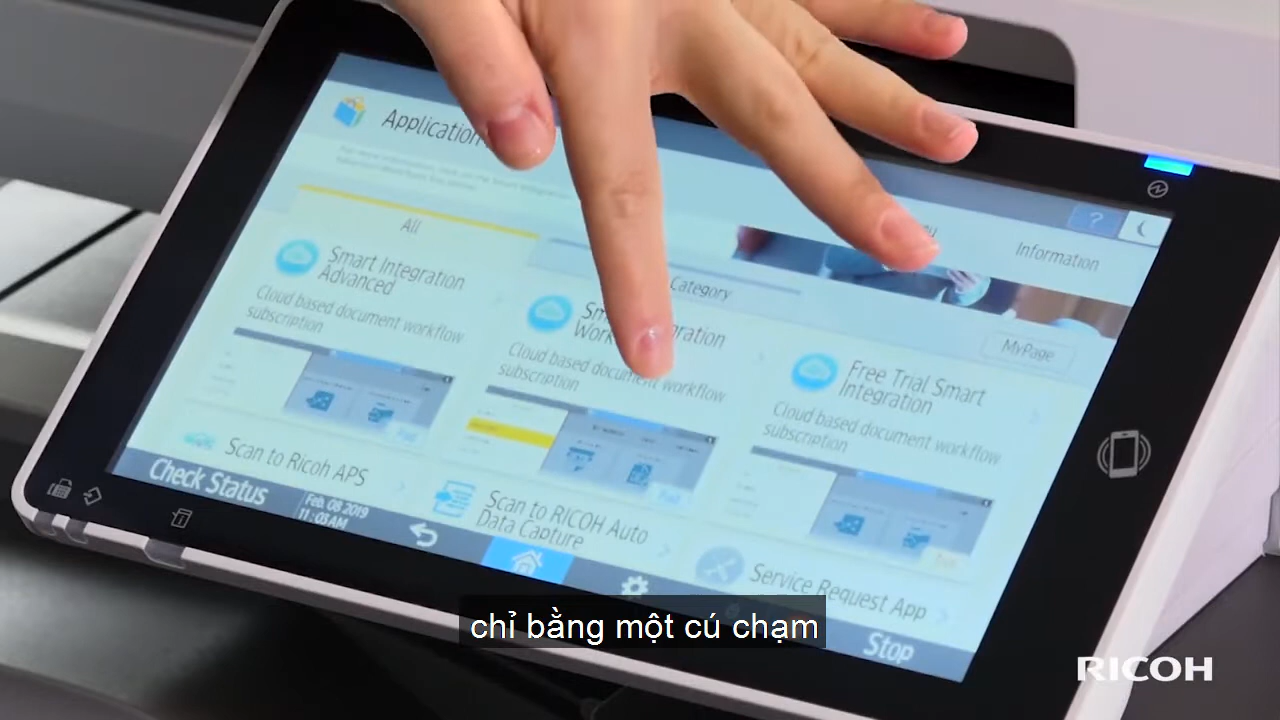 Application
?
All
Category
Information
MyPage
Smart Integration
Advanced
Cloud based document workflow
subscription
Integration
Cloud based document workflow
subscription
Free Trial Smart
Integration
Cloud based document workflow
subscription
Scan to Ricoh APS
Scan to RICOH Auto
Data Capture
Service Request App
Check Status
Feb. 08 2019
11:05AM
Stop
chỉ bằng một cú chạm
RICOH